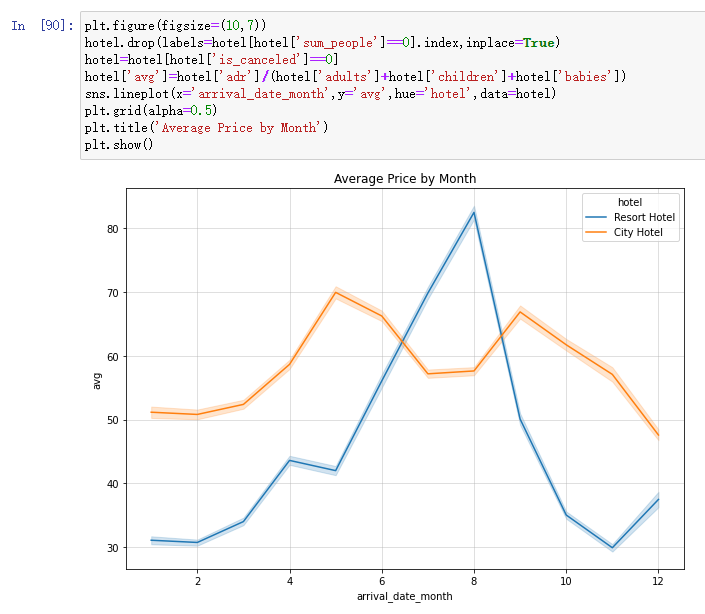 In [90]:
plt.figure(figsize=(10,7))
hotel.drop(labels=hotel[hotel['sum_people']==0].index,inplace=True)
hotel=hotel[hotel['is_canceled']==0]
hotel['avg']=hotel['adr']/(hotel['adults']+hotel['children']+hotel['babies'])
sns.lineplot(x='arrival_date_month',y='avg',hue='hotel',data=hotel)
plt.grid(alpha=0.5)
plt.title('Average Price by Month')
plt.show()
Average Price by Month
hotel
Resort Hotel
City Hotel
80
70
60
50
40
30
avg
2 4 6 8 10 12
arrival_date_month